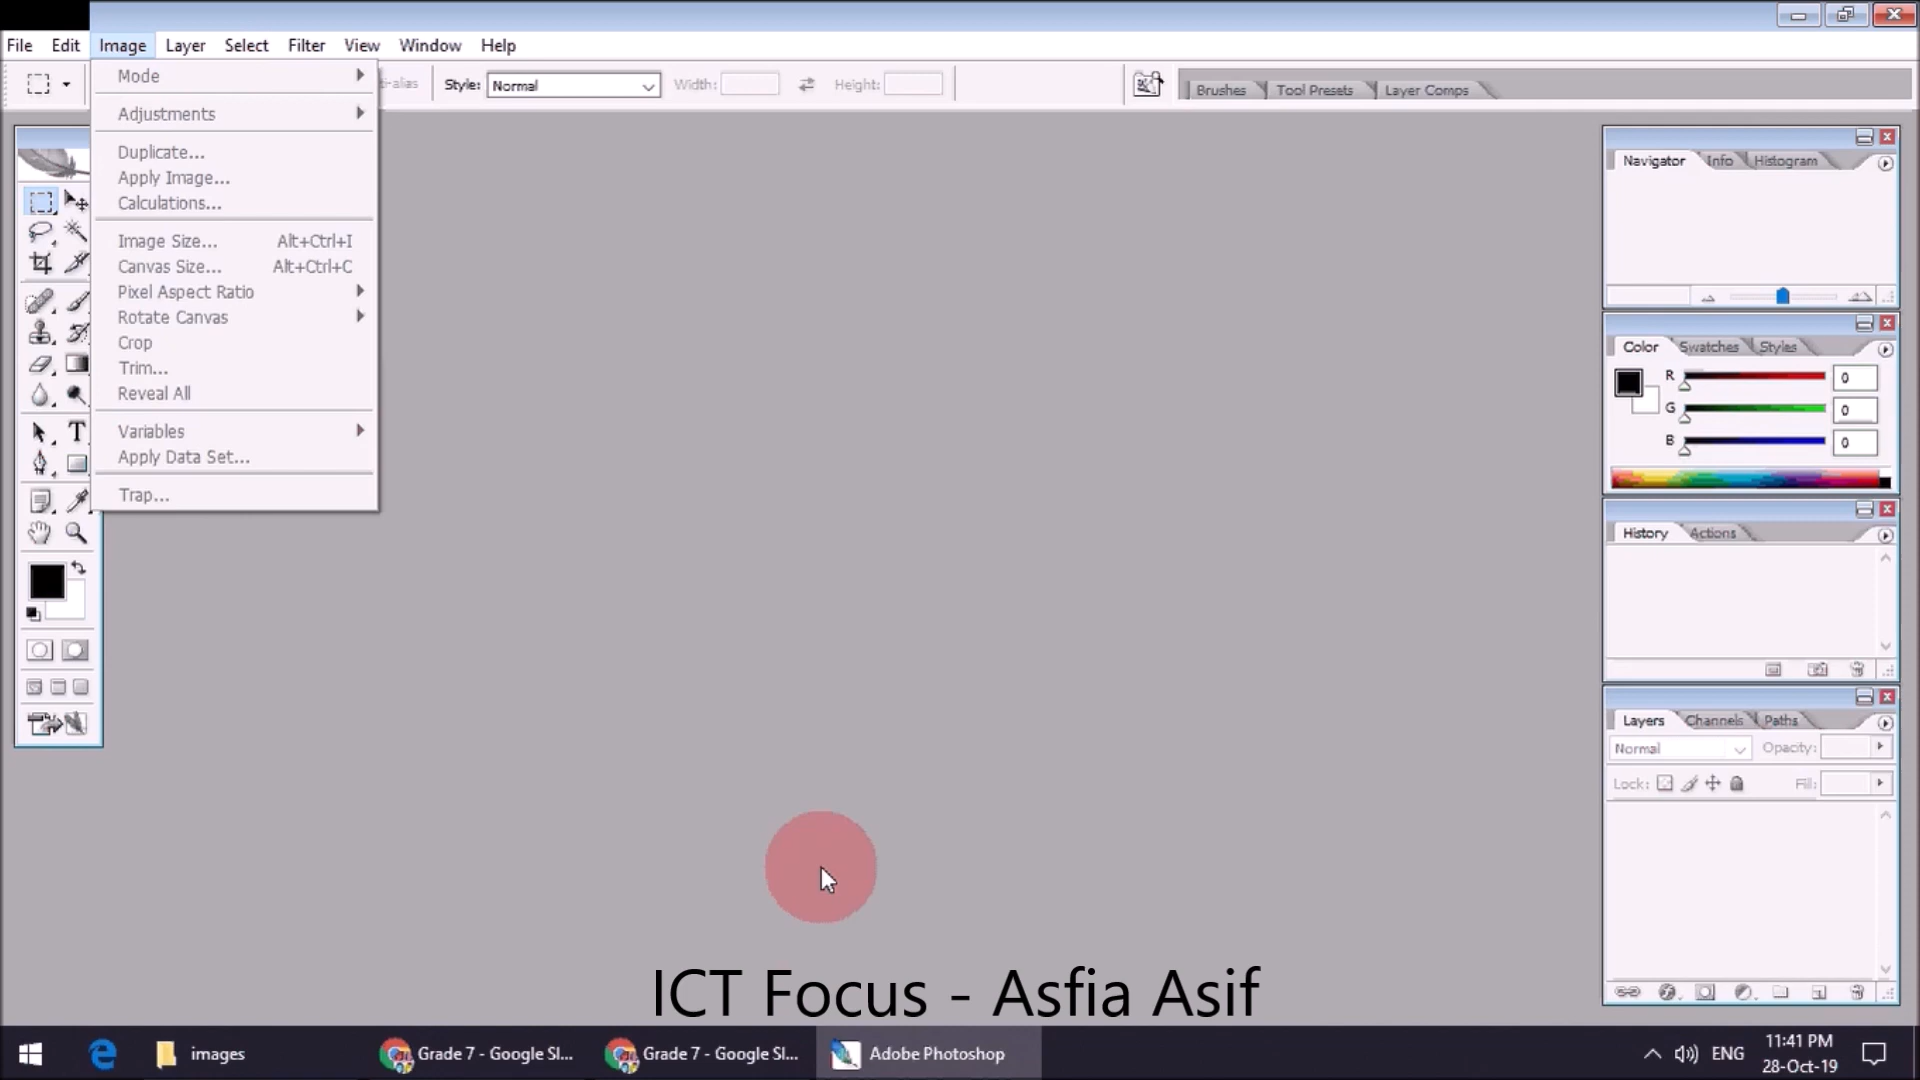 File Edit Image Layer Select Filter View Window Help
Style: Normal Width: Height: Brushes Tool Presets Layer Comps
Mode
Adjustments
Duplicate...
Apply Image...
Calculations...
Image Size... Alt+Ctrl+I
Canvas Size... Alt+Ctrl+C
Pixel Aspect Ratio
Rotate Canvas
Crop
Trim...
Reveal All
Variables
Apply Data Set...
Trap...
T
Navigator Info Histogram
Color Swatches Styles
R 0
G 0
B 0
History Actions
Layers Channels Paths
Normal Opacity:
Lock: Fill:
ICT Focus - Asfia Asif
images Grade 7 - Google Sl... Grade 7 - Google Sl... Adobe Photoshop ENG 11:41 PM
28-Oct-19